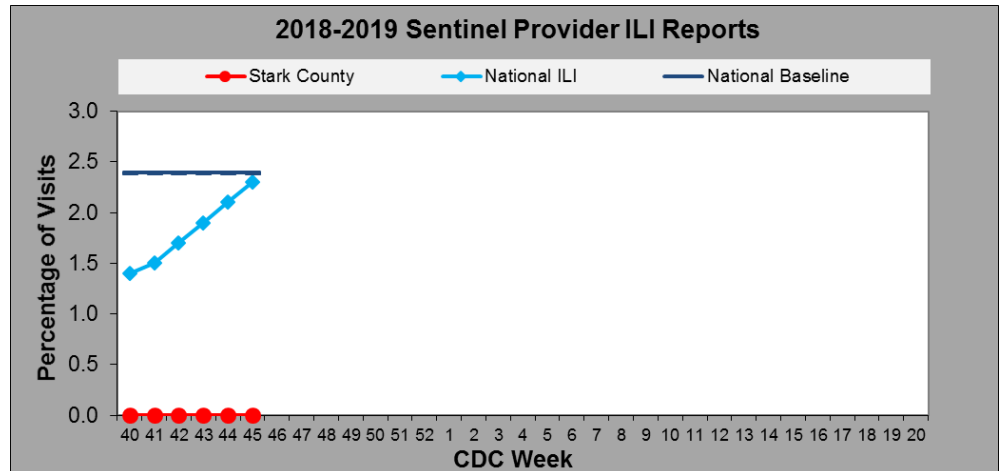 2018-2019 Sentinel Provider ILI Reports
Stark County National ILI National Baseline
Percentage of Visits
3.0
2.5
2.0
1.5
1.0
0.5
0.0
40 41 42 43 44 45 46 47 48 49 50 51 52 1 2 3 4 5 6 7 8 9 10 11 12 13 14 15 16 17 18 19 20
CDC Week